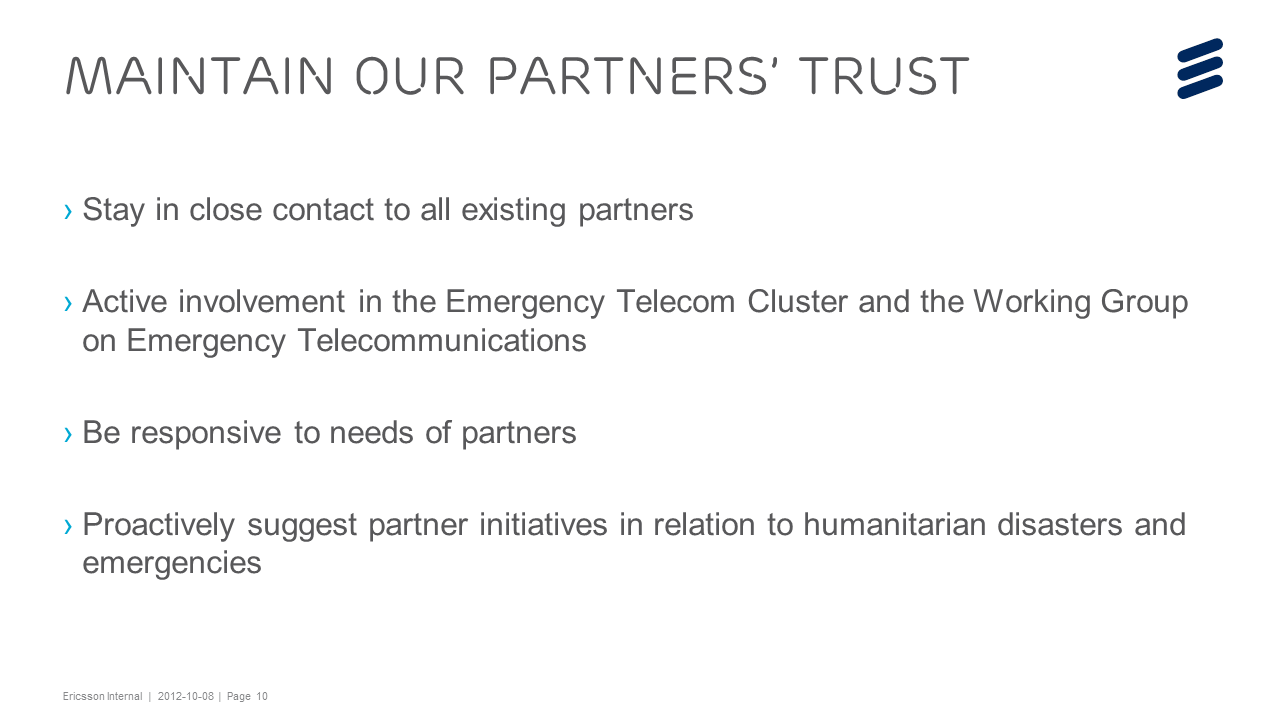 MAINTAIN OUR PARTNERS’ TRUST
› Stay in close contact to all existing partners
› Active involvement in the Emergency Telecom Cluster and the Working Group
on Emergency Telecommunications
› Be responsive to needs of partners
› Proactively suggest partner initiatives in relation to humanitarian disasters and
emergencies
Ericsson Internal | 2012-10-08 | Page 10